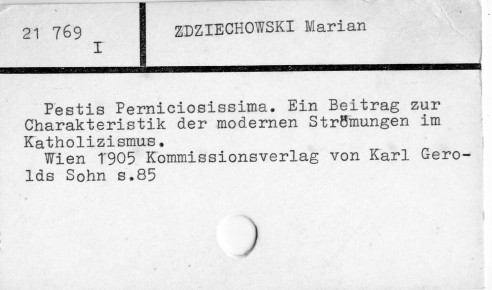 21 769
I
ZDZIECHOWSKI Marian
Pestis Perniciosissima. Ein Beitrag zur
Charakteristik der modernen Strömungen im
Katholizismus.
Wien 1905 Kommissionsverlag von Karl Gero-
lds Sohn s.85